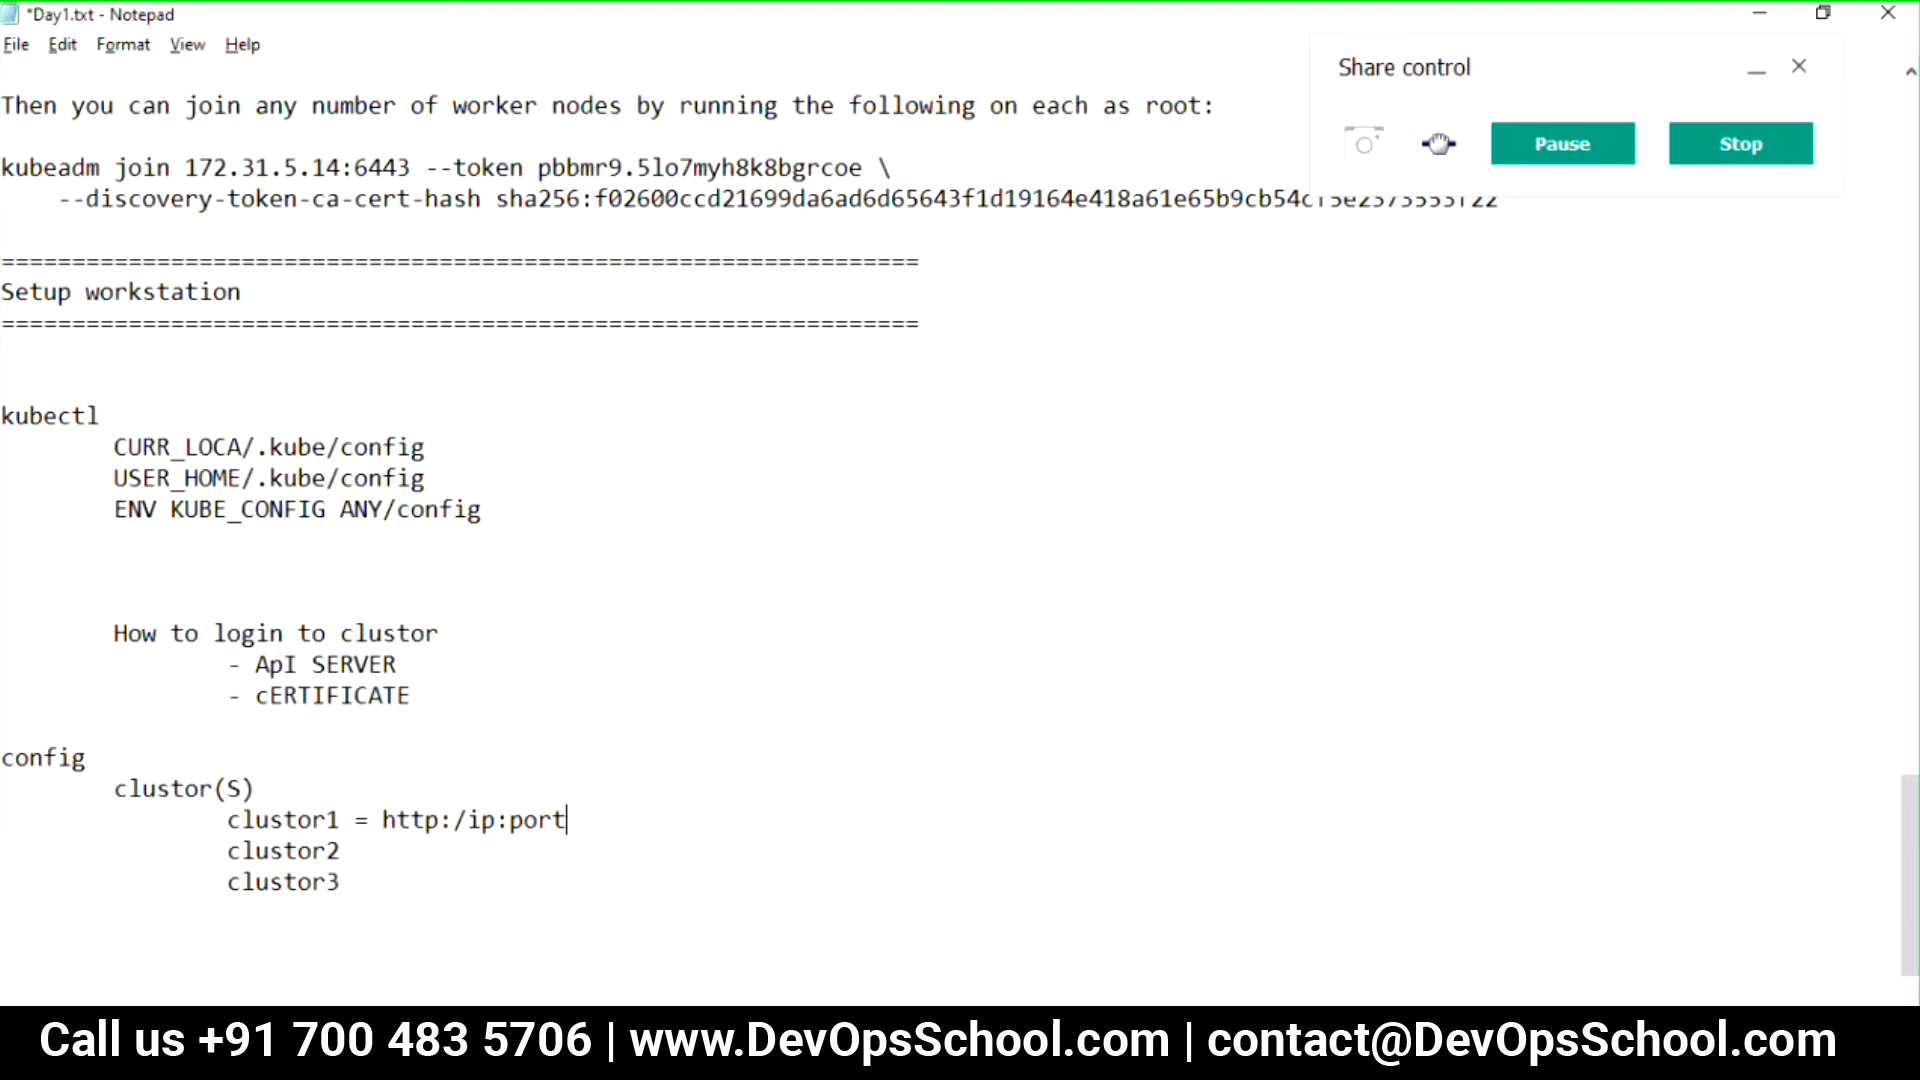 *Day1.txt - Notepad
File Edit Format View Help
Share control
Pause Stop
Then you can join any number of worker nodes by running the following on each as root:
kubeadm join 172.31.5.14:6443 --token pbbmr9.5lo7myh8k8bgrcoe \
--discovery-token-ca-cert-hash sha256:f02600ccd21699da6ad6d65643f1d19164e418a61e65b9cb54cf5e2373553f22
=================================================================
Setup workstation
=================================================================
kubectl
CURR_LOCA/.kube/config
USER_HOME/.kube/config
ENV KUBE_CONFIG ANY/config
How to login to clustor
- ApI SERVER
- cERTIFICATE
config
clustor(S)
clustor1 = http:/ip:port
clustor2
clustor3
Call us +91 700 483 5706 | www.DevOpsSchool.com | contact@DevOpsSchool.com